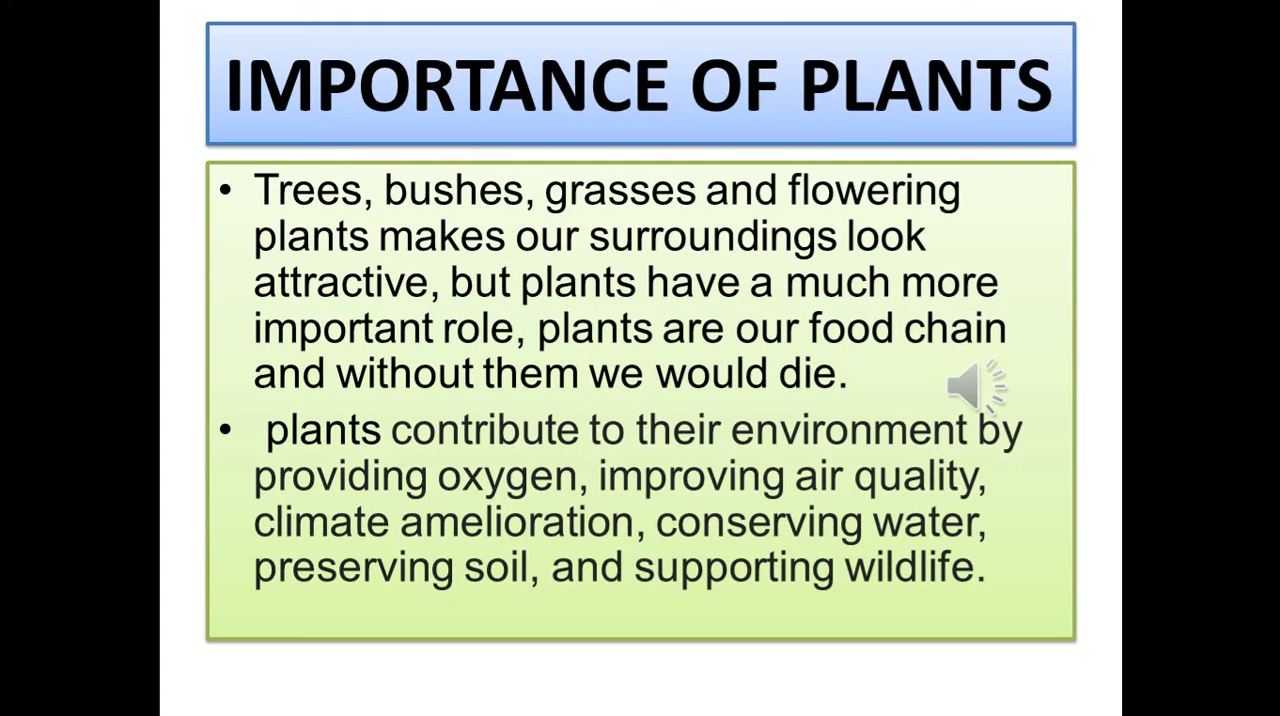 IMPORTANCE OF PLANTS
• Trees, bushes, grasses and flowering
plants makes our surroundings look
attractive, but plants have a much more
important role, plants are our food chain
and without them we would die.
• plants contribute to their environment by
providing oxygen, improving air quality,
climate amelioration, conserving water,
preserving soil, and supporting wildlife.